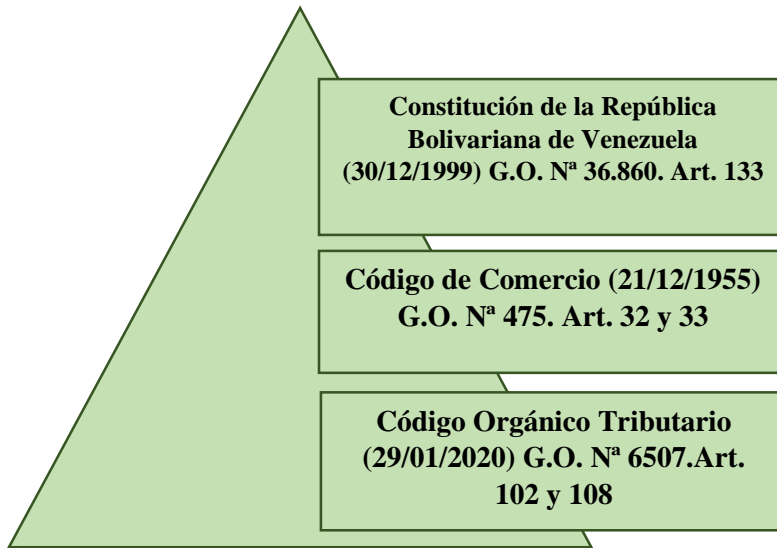 Constitución de la República
Bolivariana de Venezuela
(30/12/1999) G.O. Nª 36.860. Art. 133
Código de Comercio (21/12/1955)
G.O. Nª 475. Art. 32 y 33
Código Orgánico Tributario
(29/01/2020) G.O. Nª 6507.Art.
102 y 108